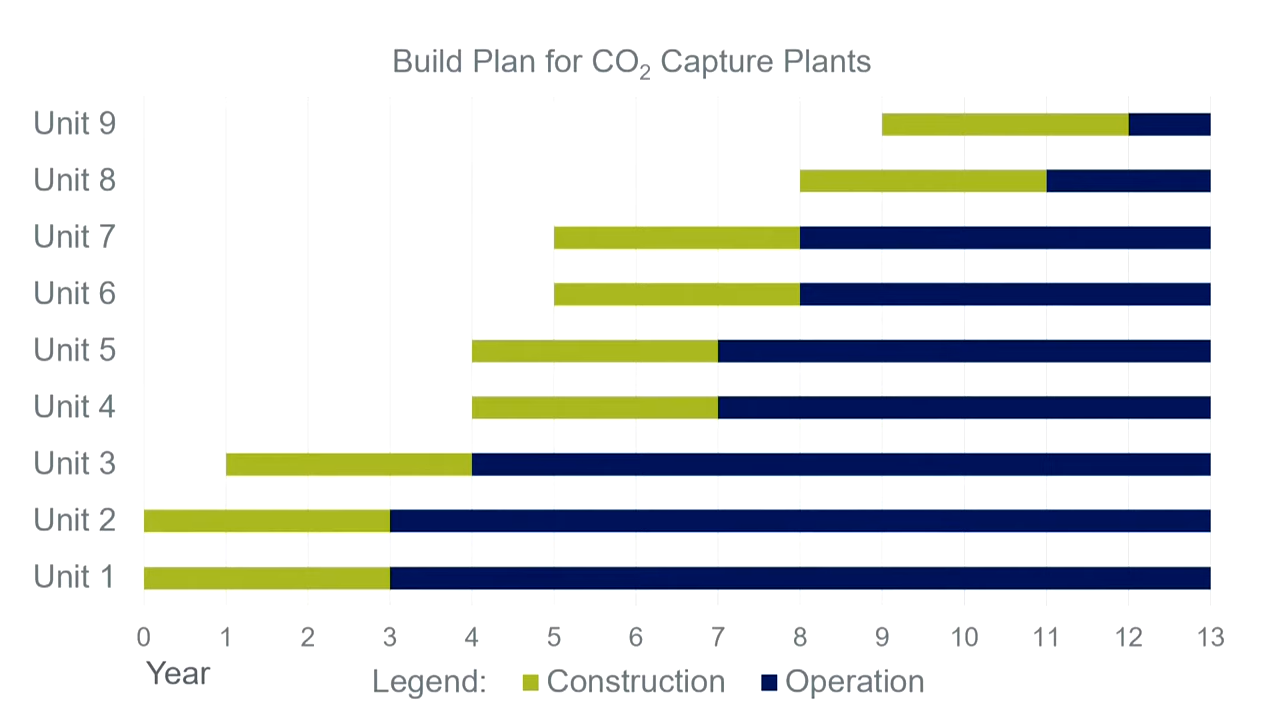 Build Plan for CO₂ Capture Plants
Unit 9
Unit 8
Unit 7
Unit 6
Unit 5
Unit 4
Unit 3
Unit 2
Unit 1
0 1 2 3 4 5 6 7 8 9 10 11 12 13
Year
Legend: Construction Operation